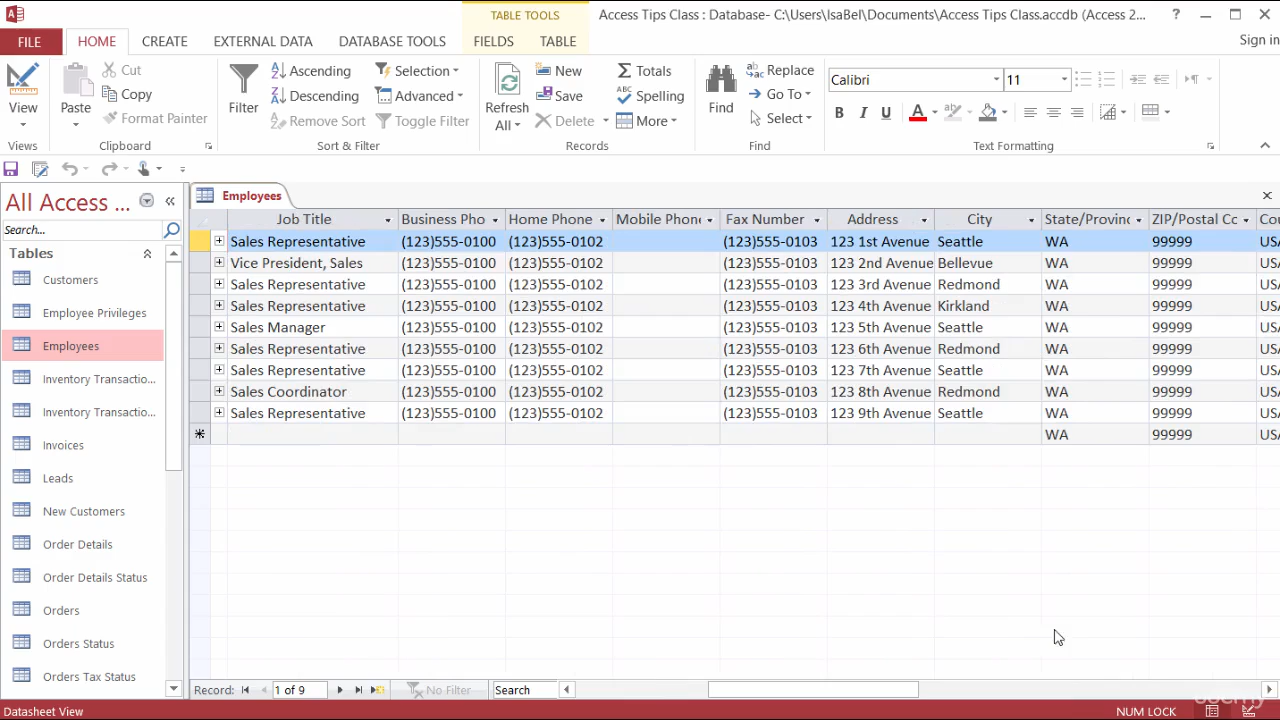 TABLE TOOLS
Access Tips Class : Database- C:\Users\IsaBel\Documents\Access Tips Class.accdb (Access 2...
?
Sign in
FILE HOME CREATE EXTERNAL DATA DATABASE TOOLS FIELDS TABLE
View
Views
Paste
Cut
Copy
Format Painter
Clipboard
Filter
Ascending
Descending
Remove Sort
Selection
Advanced
Toggle Filter
Sort & Filter
Refresh
All
New
Save
Delete
Totals
Spelling
More
Records
Find
Replace
Go To
Select
Find
Calibri 11
B I U A
Text Formatting
All Access ...
Search...
Tables
Customers
Employee Privileges
Employees
Inventory Transactio...
Inventory Transactio...
Invoices
Leads
New Customers
Order Details
Order Details Status
Orders
Orders Status
Orders Tax Status
Employees
Job Title Business Pho Home Phone Mobile Phone Fax Number Address City State/Provinc ZIP/Postal Co Co
Sales Representative (123)555-0100 (123)555-0102 (123)555-0103 123 1st Avenue Seattle WA 99999 USA
Vice President, Sales (123)555-0100 (123)555-0102 (123)555-0103 123 2nd Avenue Bellevue WA 99999 USA
Sales Representative (123)555-0100 (123)555-0102 (123)555-0103 123 3rd Avenue Redmond WA 99999 USA
Sales Representative (123)555-0100 (123)555-0102 (123)555-0103 123 4th Avenue Kirkland WA 99999 USA
Sales Manager (123)555-0100 (123)555-0102 (123)555-0103 123 5th Avenue Seattle WA 99999 USA
Sales Representative (123)555-0100 (123)555-0102 (123)555-0103 123 6th Avenue Redmond WA 99999 USA
Sales Representative (123)555-0100 (123)555-0102 (123)555-0103 123 7th Avenue Seattle WA 99999 USA
Sales Coordinator (123)555-0100 (123)555-0102 (123)555-0103 123 8th Avenue Redmond WA 99999 USA
Sales Representative (123)555-0100 (123)555-0102 (123)555-0103 123 9th Avenue Seattle WA 99999 USA
WA 99999 USA
Record: 1 of 9 No Filter Search
Datasheet View NUM LOCK
udemy